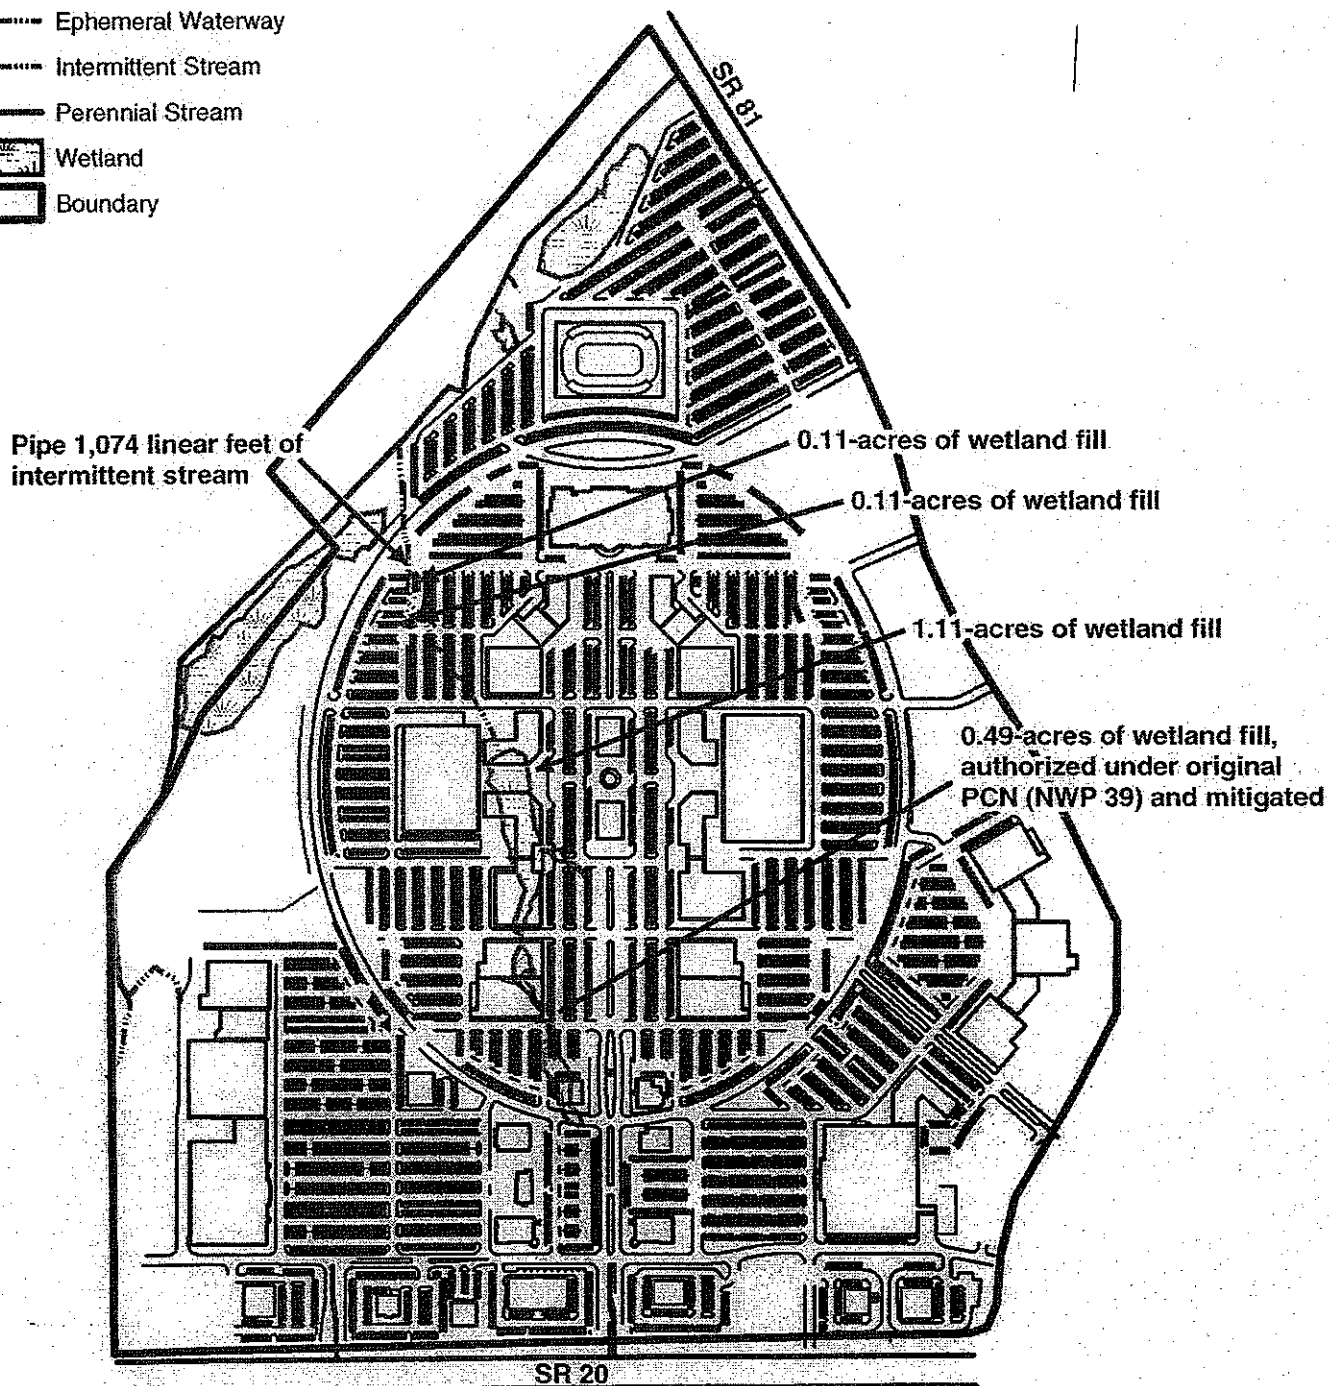 Ephemeral Waterway
Intermittent Stream
Perennial Stream
Wetland
Boundary
SR 81
Pipe 1,074 linear feet of
intermittent stream
0.11-acres of wetland fill
0.11-acres of wetland fill
1.11-acres of wetland fill
0.49-acres of wetland fill,
authorized under original
PCN (NWP 39) and mitigated
SR 20